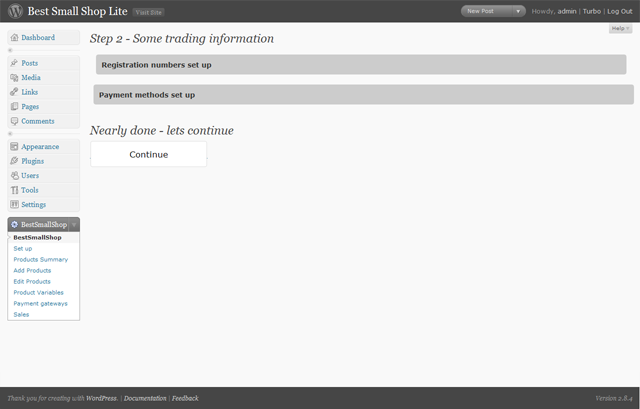 Best Small Shop Lite Visit Site New Post Howdy, admin | Turbo | Log Out
Help
Dashboard
Posts
Media
Links
Pages
Comments
Appearance
Plugins
Users
Tools
Settings
BestSmallShop
BestSmallShop
Set up
Products Summary
Add Products
Edit Products
Product Variables
Payment gateways
Sales
Step 2 - Some trading information
Registration numbers set up
Payment methods set up
Nearly done - lets continue
Continue
Thank you for creating with WordPress. | Documentation | Feedback Version 2.8.4